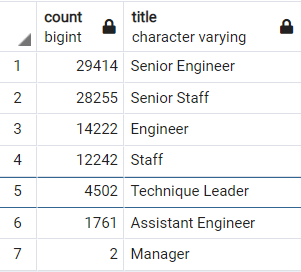 count title
bigint character varying
1 29414 Senior Engineer
2 28255 Senior Staff
3 14222 Engineer
4 12242 Staff
5 4502 Technique Leader
6 1761 Assistant Engineer
7 2 Manager